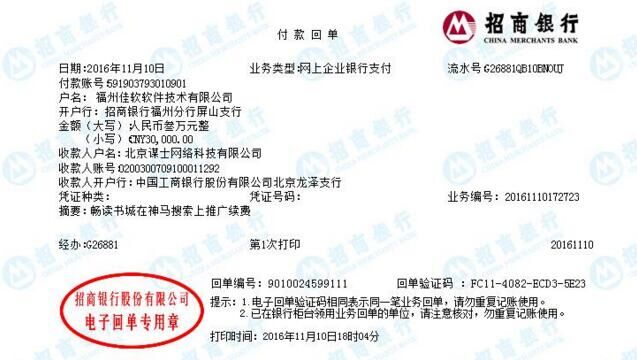 付款回单
招商银行
CHINA MERCHANTS BANK
日期:2016年11月10日 业务类型:网上企业银行支付 流水号:G26881QB10BNOUJ
付款账号:591903793010901
户名: 福州佳软软件技术有限公司
开户行: 招商银行福州分行屏山支行
金额（大写):人民币叁万元整
（小写):CNY30,000.00
收款人户名: 北京谋士网络科技有限公司
收款人账号:0200300709100011292
收款人开户行: 中国工商银行股份有限公司北京龙泽支行
凭证种类: 凭证号码: 业务编号: 20161110172723
摘要: 畅读书城在神马搜索上推广续费
经办:G26881 第1次打印 20161110
招商银行股份有限公司
电子回单专用章
回单编号: 9010024599111 回单验证码 : FC11-4082-ECD3-5E23
提示: 1.电子回单验证码相同表示同一笔业务回单, 请勿重复记账使用。
2.已在银行柜台领用业务回单的单位, 请注意核对, 勿重复记账使用。
打印时间: 2016年11月10日18时04分